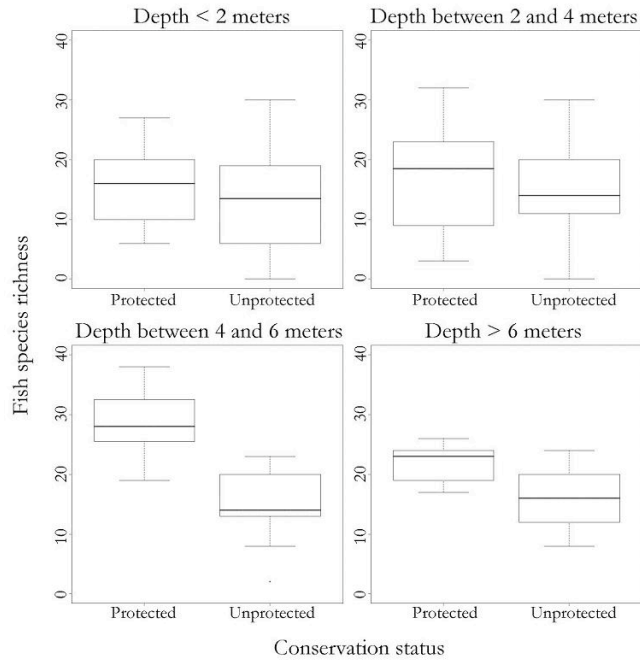 Depth < 2 meters
Depth between 2 and 4 meters
40
30
20
10
0
Protected
Unprotected
Protected
Unprotected
Depth between 4 and 6 meters
Depth > 6 meters
40
30
20
10
0
40
30
20
10
0
40
30
20
10
0
Protected
Unprotected
Protected
Unprotected
Fish species richness
Conservation status